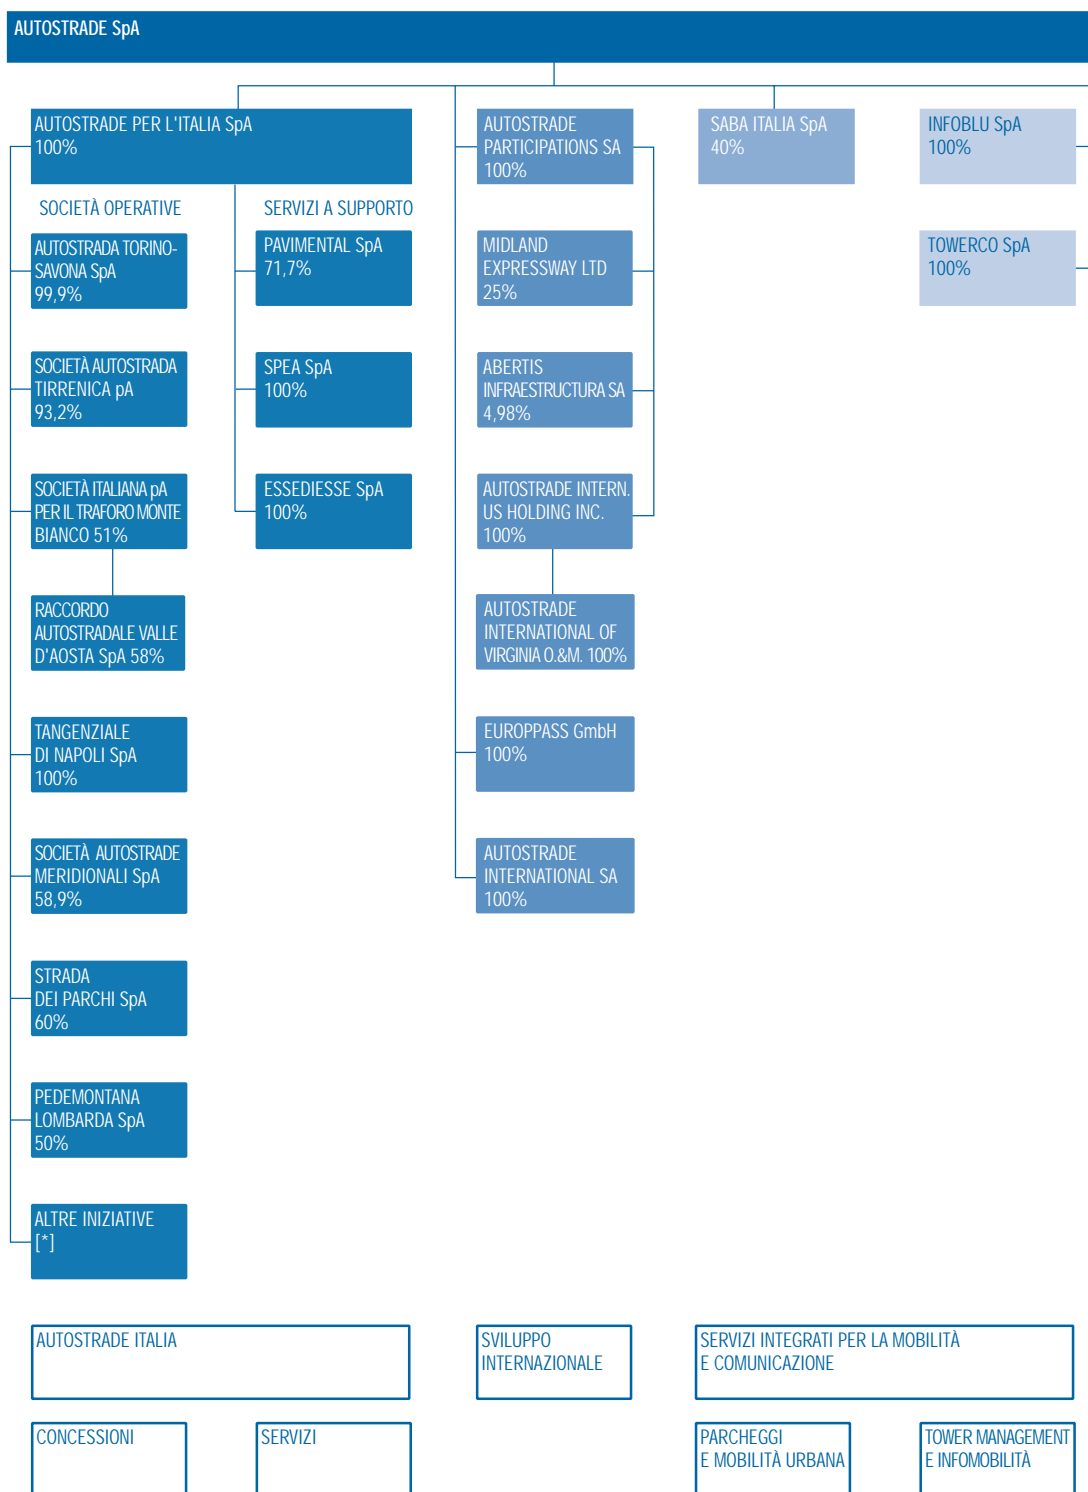 AUTOSTRADE SpA
AUTOSTRADE PER L'ITALIA SpA
100%
SOCIETÀ OPERATIVE
AUTOSTRADA TORINO-
SAVONA SpA
99,9%
SOCIETÀ AUTOSTRADA
TIRRENICA pA
93,2%
SOCIETÀ ITALIANA pA
PER IL TRAFORO MONTE
BIANCO 51%
RACCORDO
AUTOSTRADALE VALLE
D'AOSTA SpA 58%
TANGENZIALE
DI NAPOLI SpA
100%
SOCIETÀ AUTOSTRADE
MERIDIONALI SpA
58,9%
STRADA
DEI PARCHI SpA
60%
PEDEMONTANA
LOMBARDA SpA
50%
ALTRE INIZIATIVE
[*]
SERVIZI A SUPPORTO
PAVIMENTAL SpA
71,7%
SPEA SpA
100%
ESSEDIESSE SpA
100%
AUTOSTRADE
PARTICIPATIONS SA
100%
MIDLAND
EXPRESSWAY LTD
25%
ABERTIS
INFRAESTRUCTURA SA
4,98%
AUTOSTRADE INTERN.
US HOLDING INC.
100%
AUTOSTRADE
INTERNATIONAL OF
VIRGINIA O.&M. 100%
EUROPPASS GmbH
100%
AUTOSTRADE
INTERNATIONAL SA
100%
SABA ITALIA SpA
40%
INFOBLU SpA
100%
TOWERCO SpA
100%
AUTOSTRADE ITALIA
SVILUPPO
INTERNAZIONALE
SERVIZI INTEGRATI PER LA MOBILITÀ
E COMUNICAZIONE
CONCESSIONI
SERVIZI
PARCHEGGI
E MOBILITÀ URBANA
TOWER MANAGEMENT
E INFOMOBILITÀ